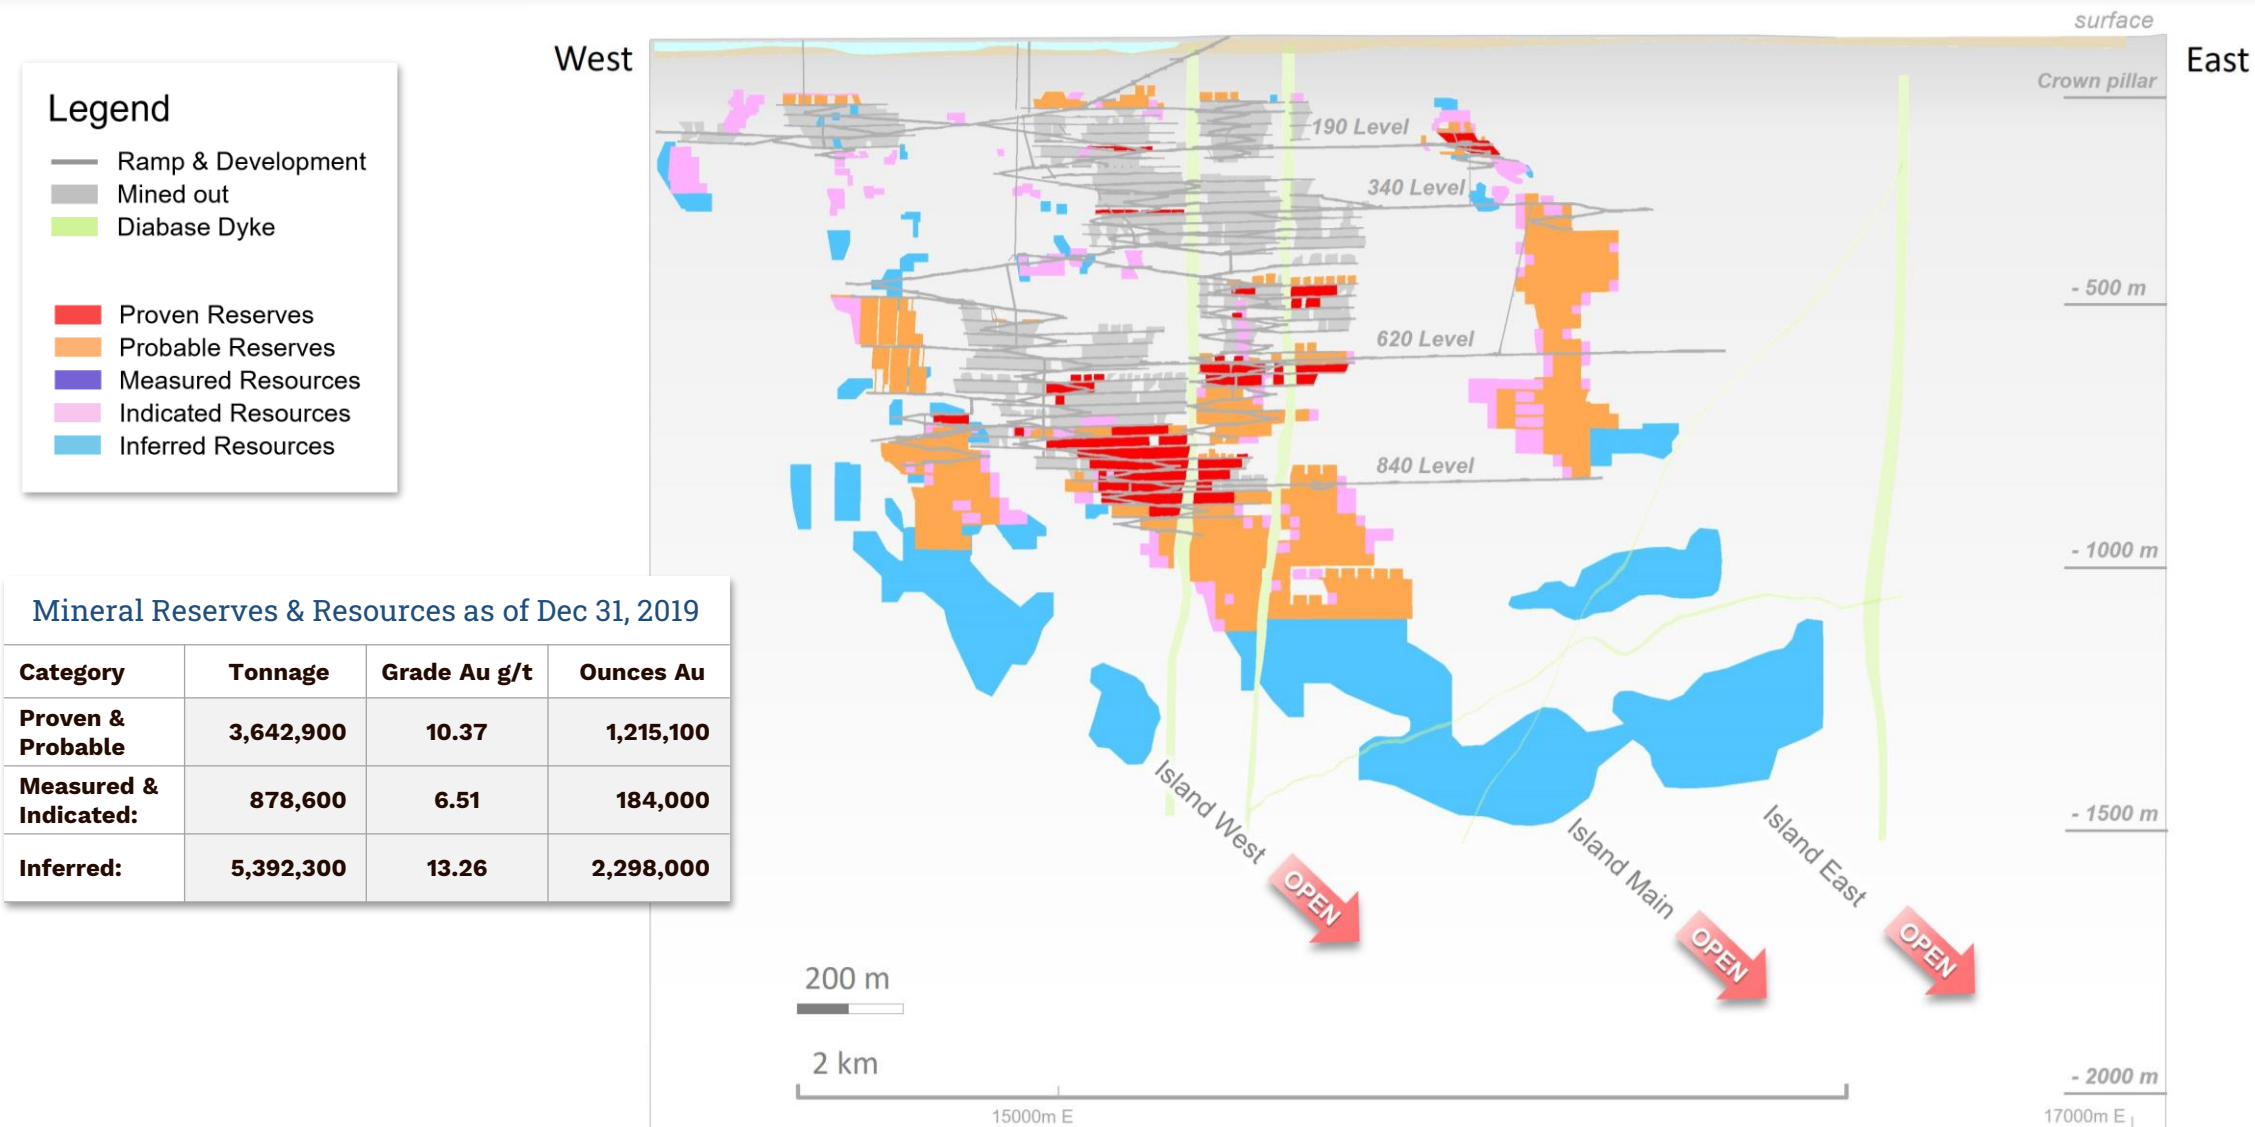 surface
West
East
Crown pillar
Legend
Ramp & Development
Mined out
Diabase Dyke
Proven Reserves
Probable Reserves
Measured Resources
Indicated Resources
Inferred Resources
190 Level
340 Level
- 500 m
620 Level
840 Level
- 1000 m
Mineral Reserves & Resources as of Dec 31, 2019
Category Tonnage Grade Au g/t Ounces Au
Proven &
Probable 3,642,900 10.37 1,215,100
Measured &
Indicated: 878,600 6.51 184,000
Inferred: 5,392,300 13.26 2,298,000
- 1500 m
Island West
OPEN
Island Main
OPEN
Island East
OPEN
200 m
2 km
- 2000 m
15000m E
17000m E